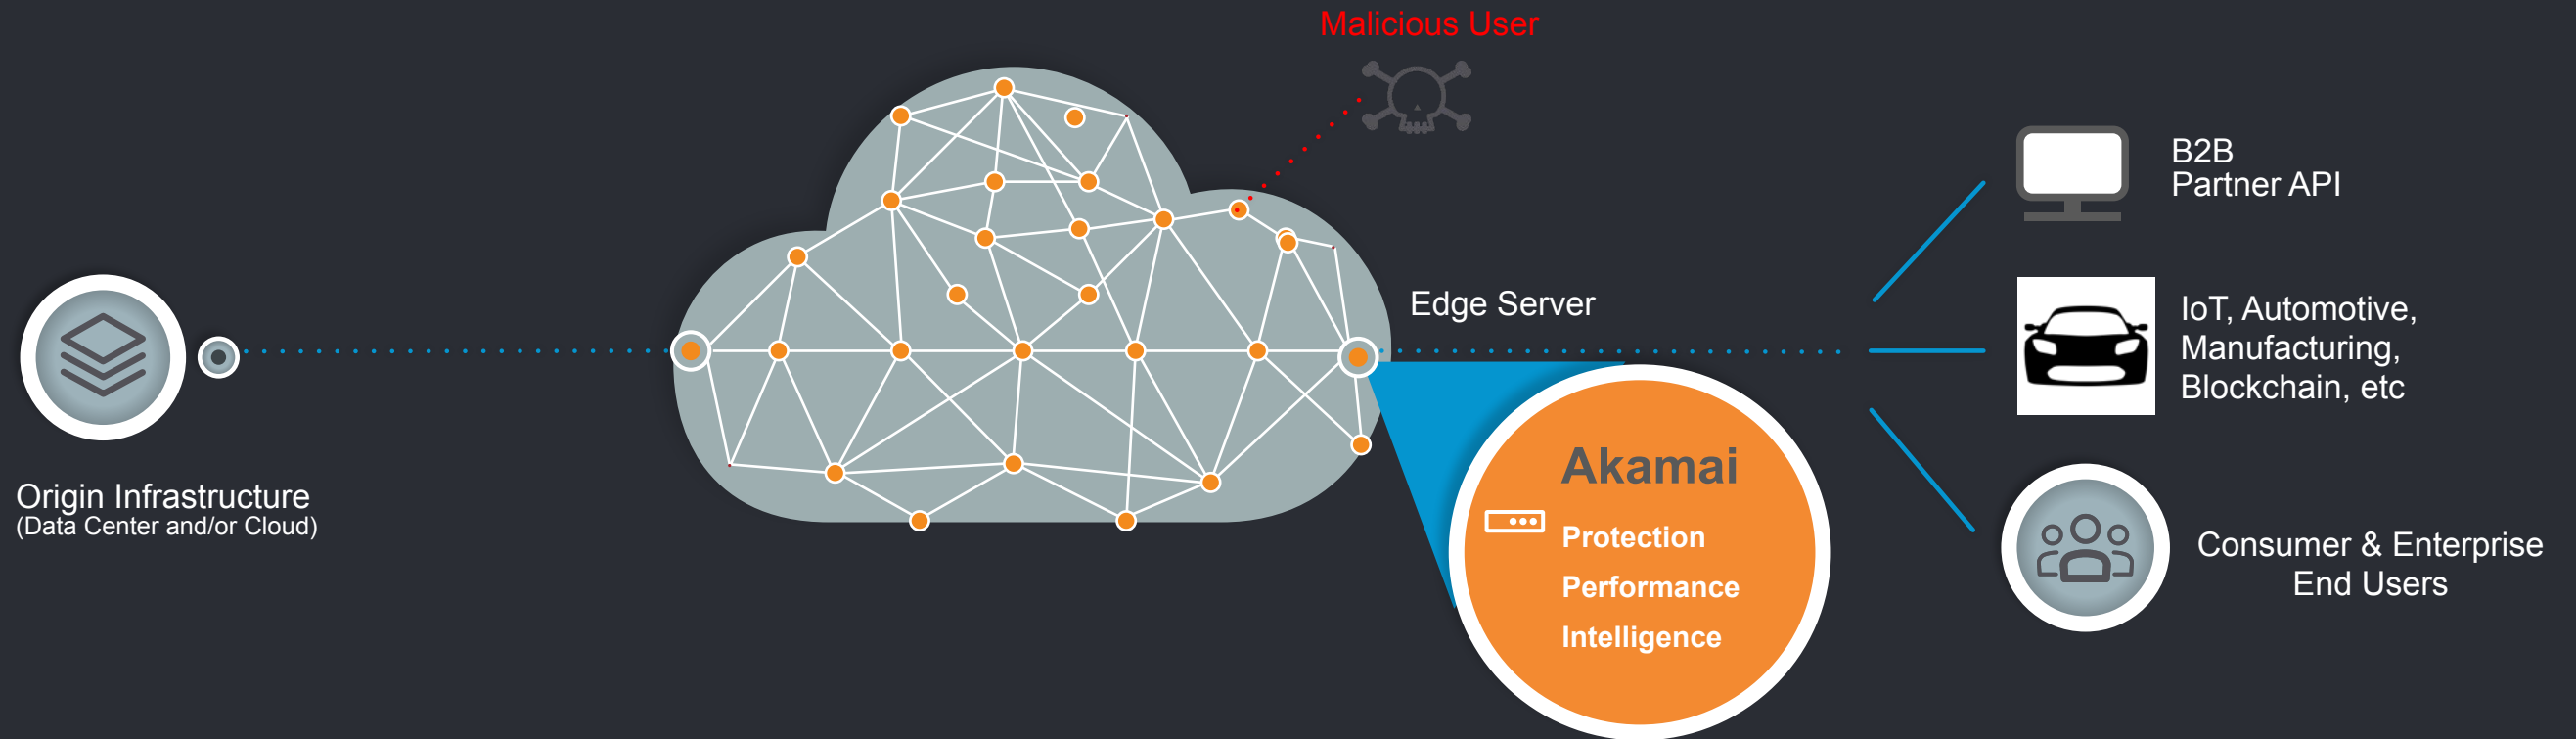 Malicious User
B2B
Partner API
Edge Server
IoT, Automotive,
Manufacturing,
Blockchain, etc
Akamai
Protection
Performance
Intelligence
Origin Infrastructure
(Data Center and/or Cloud)
Consumer & Enterprise
End Users